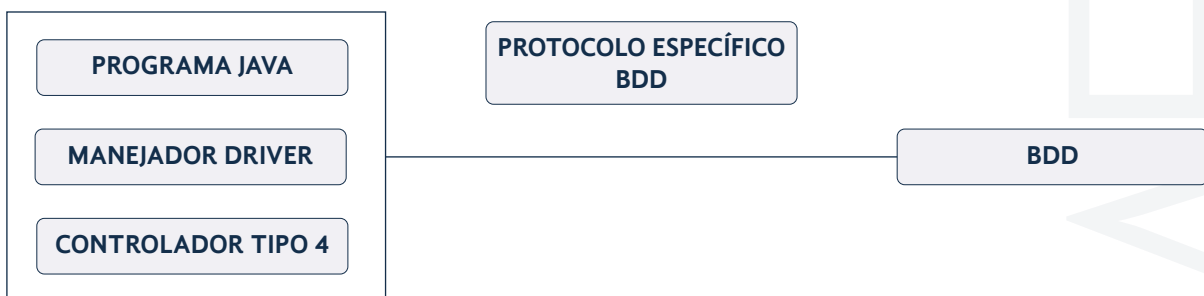 PROGRAMA JAVA
MANEJADOR DRIVER
CONTROLADOR TIPO 4
PROTOCOLO ESPECÍFICO
BDD
BDD